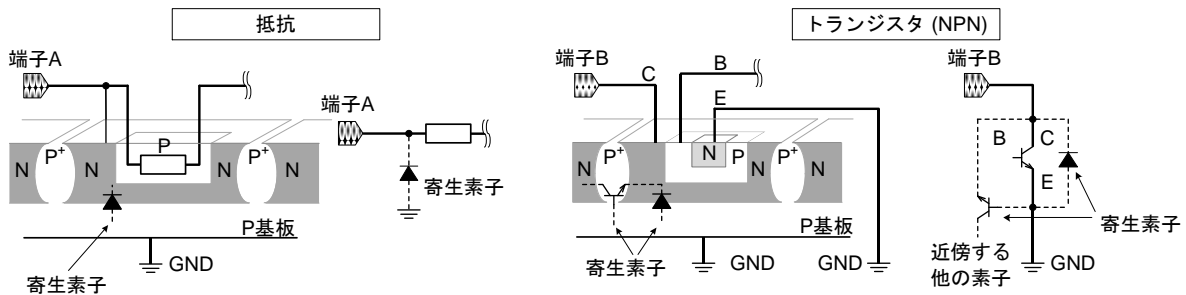 抵抗
端子A
P
N
P+
N
P+
N
N
P基板
GND
寄生素子
端子A
寄生素子
トランジスタ (NPN)
端子B
C
B
E
N
P+
N
N
P
P+
N
N
P基板
寄生素子
GND
GND
端子B
B
C
E
寄生素子
近傍する
他の素子
GND